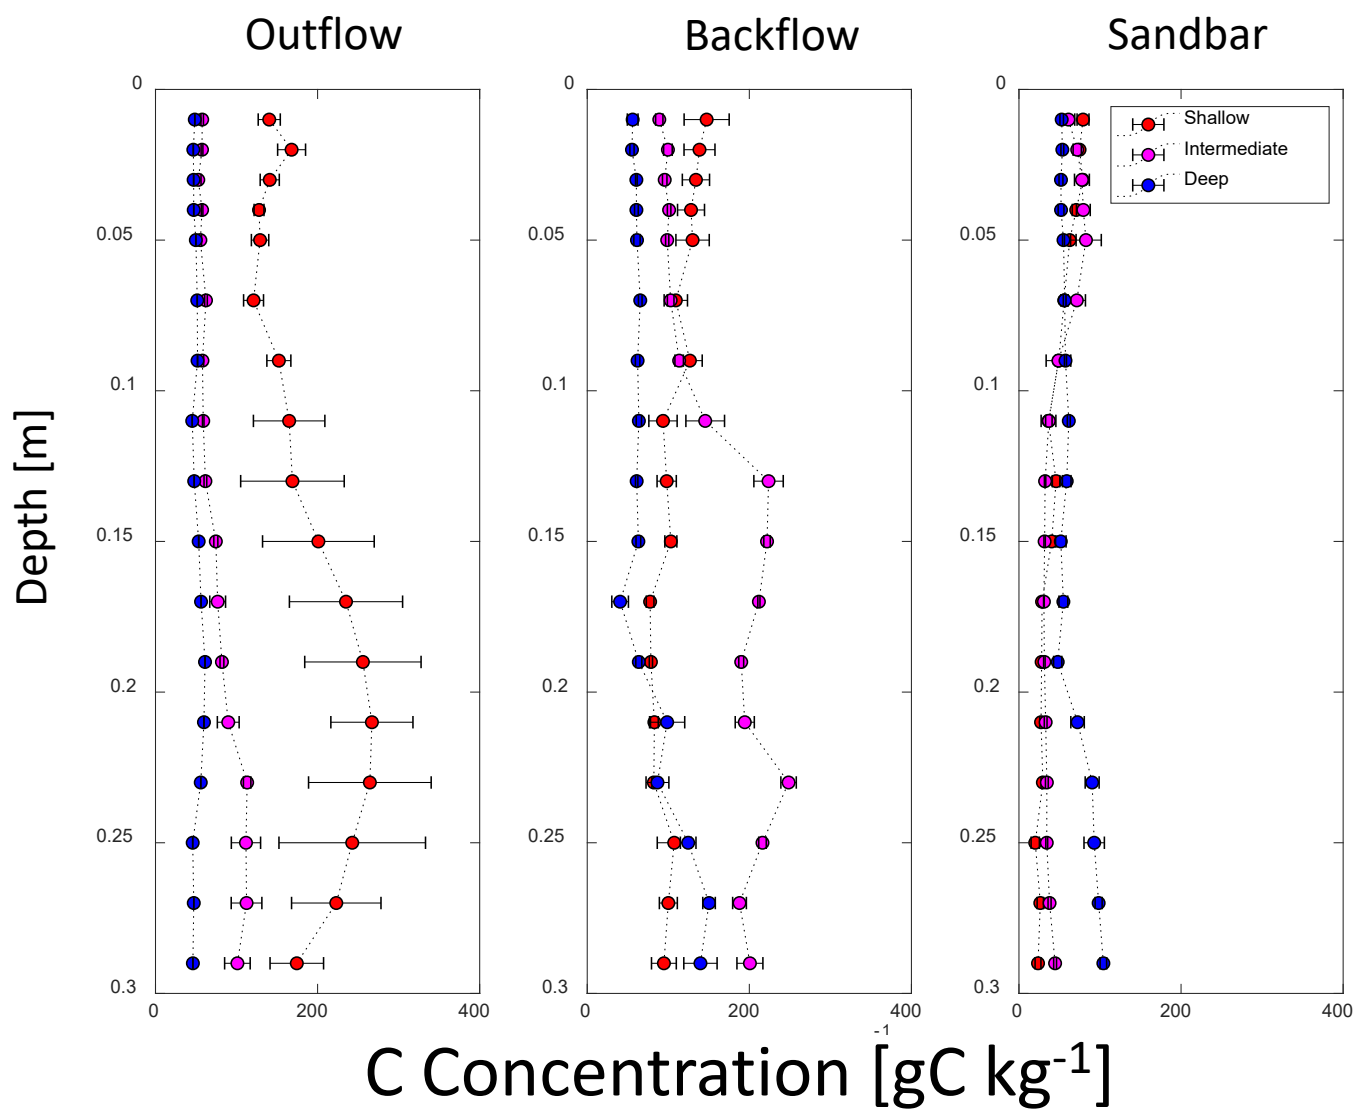 Outflow Backflow Sandbar
0 0 0
Shallow
Intermediate
Deep
0.05 0.05 0.05
0.1 0.1 0.1
Depth [m]
0.15 0.15 0.15
0.2 0.2 0.2
0.25 0.25 0.25
0.3 0.3 0.3
0 200 400 0 200 400 0 200 400
-1
C Concentration [gC kg-1]